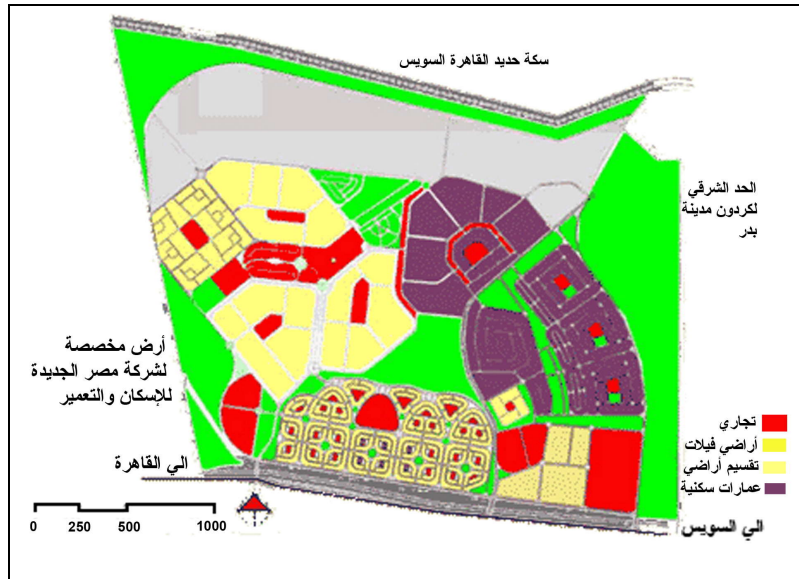 سكة حديد القاهرة السويس
الحد الشرقي
لكردون مدينة
بدر
أرض مخصصة
لشركة مصر الجديدة
للإسكان والتعمير
تجاري
أراضي فيلات
تقسيم أراضي
عمارات سكنية
الي القاهرة
الي السويس
0 250 500 1000